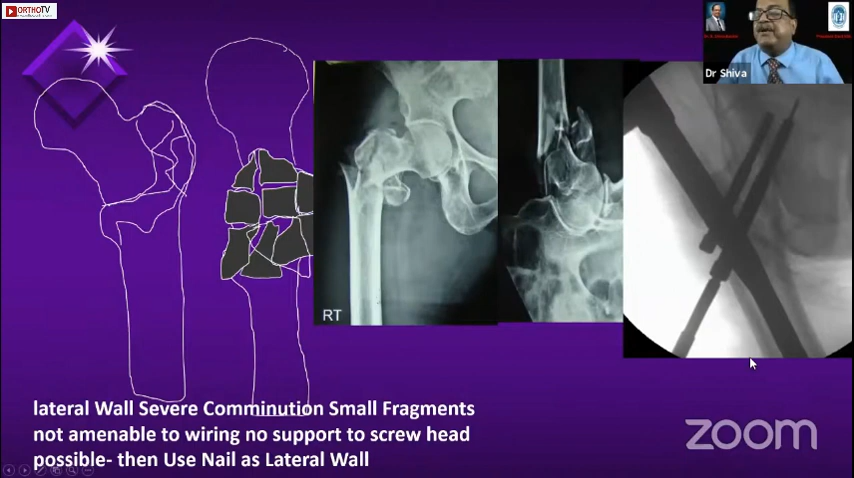 ORTHOTV
Dr Shiva
RT
lateral Wall Severe Comminution Small Fragments
not amenable to wiring no support to screw head
possible- then Use Nail as Lateral Wall
zoom